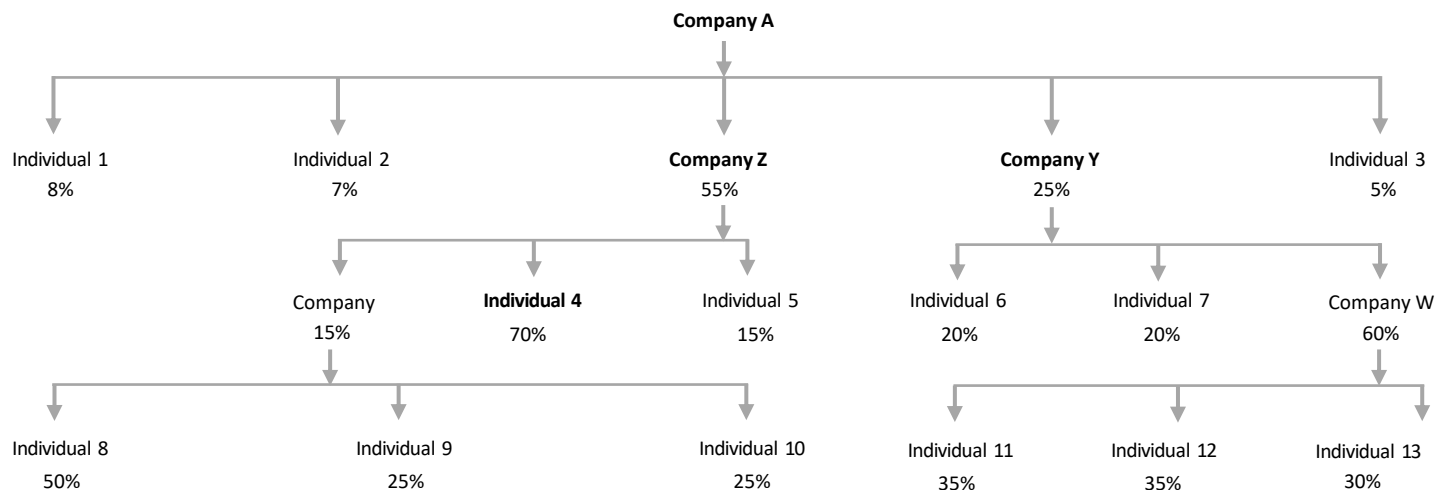 Company A
Individual 1
8%
Individual 2
7%
Company Z
55%
Company Y
25%
Individual 3
5%
Company
15%
Individual 4
70%
Individual 5
15%
Individual 6
20%
Individual 7
20%
Company W
60%
Individual 8
50%
Individual 9
25%
Individual 10
25%
Individual 11
35%
Individual 12
35%
Individual 13
30%